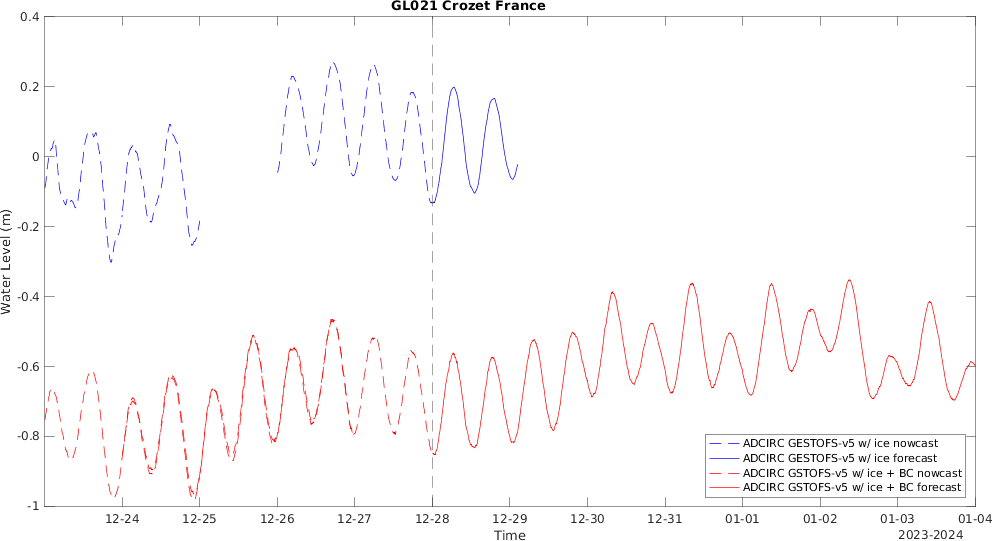 GL021 Crozet France
0.4
0.2
0
-0.2
-0.4
-0.6
-0.8
-1
Water Level (m)
ADCIRC GESTOFS-v5 w/ ice nowcast
ADCIRC GESTOFS-v5 w/ ice forecast
ADCIRC GSTOFS-v5 w/ ice + BC nowcast
ADCIRC GSTOFS-v5 w/ ice + BC forecast
12-24 12-25 12-26 12-27 12-28 12-29 12-30 12-31 01-01 01-02 01-03 01-04
Time
2023-2024